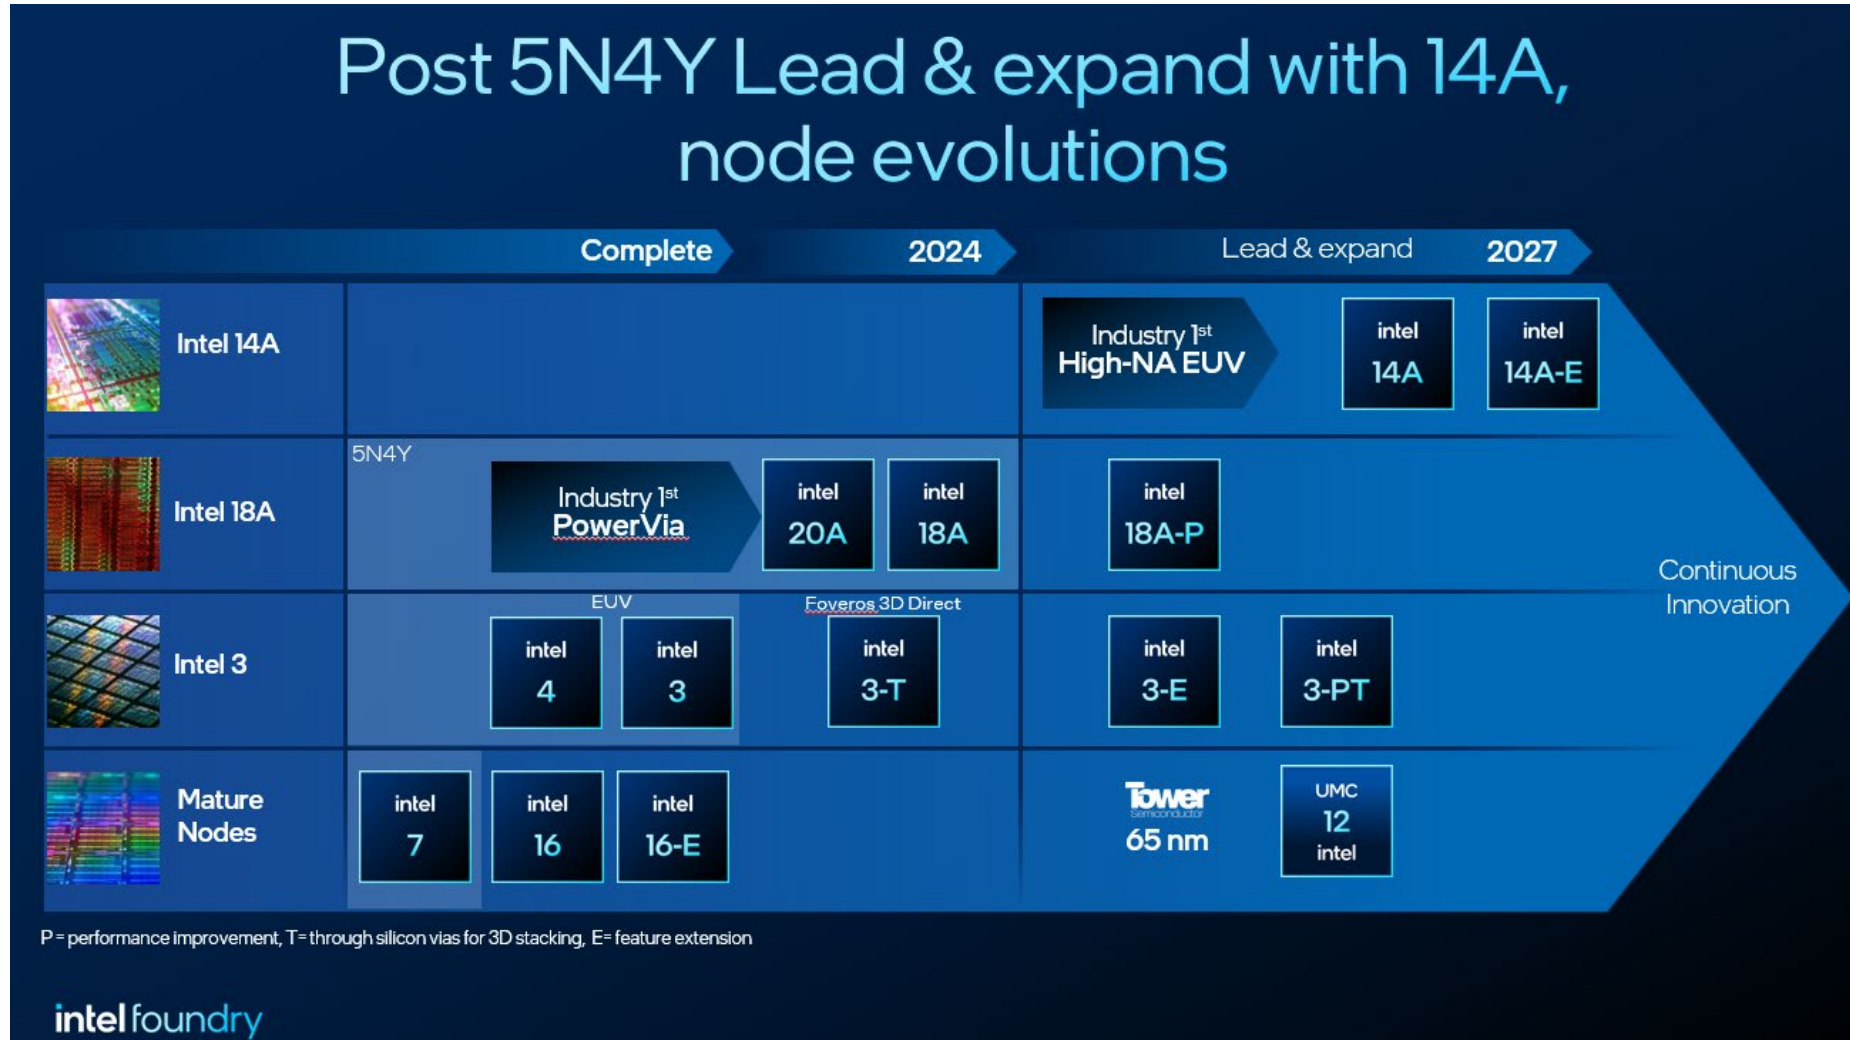 Post 5N4Y Lead & expand with 14A,
node evolutions
Complete
2024
Lead & expand
2027
Intel 14A
Industry 1st
High-NA EUV
intel
14A
intel
14A-E
5N4Y
Intel 18A
Industry 1st
PowerVia
intel
20A
intel
18A
intel
18A-P
Continuous
Innovation
EUV
Foveros 3D Direct
Intel 3
intel
4
intel
3
intel
3-T
intel
3-E
intel
3-PT
Mature
Nodes
intel
7
intel
16
intel
16-E
Tower
Semiconductor
65 nm
UMC
12
intel
P = performance improvement, T= through silicon vias for 3D stacking, E= feature extension
intel foundry